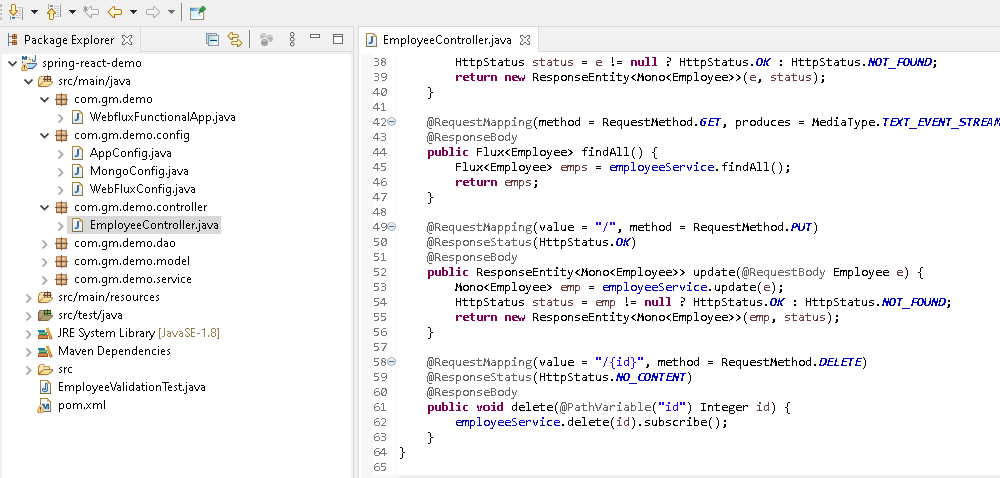 Package Explorer
spring-react-demo
src/main/java
com.gm.demo
WebfluxFunctionalApp.java
com.gm.demo.config
AppConfig.java
MongoConfig.java
WebFluxConfig.java
com.gm.demo.controller
EmployeeController.java
com.gm.demo.dao
com.gm.demo.model
com.gm.demo.service
src/main/resources
src/test/java
JRE System Library [JavaSE-1.8]
Maven Dependencies
src
EmployeeValidationTest.java
pom.xml
EmployeeController.java
38 HttpStatus status = e != null ? HttpStatus.OK : HttpStatus.NOT_FOUND;
39 return new ResponseEntity<Mono<Employee>>(e, status);
40 }
41
42 @RequestMapping(method = RequestMethod.GET, produces = MediaType.TEXT_EVENT_STREAM
43 @ResponseBody
44 public Flux<Employee> findAll() {
45 Flux<Employee> emps = employeeService.findAll();
46 return emps;
47 }
48
49 @RequestMapping(value = "/", method = RequestMethod.PUT)
50 @ResponseStatus(HttpStatus.OK)
51 @ResponseBody
52 public ResponseEntity<Mono<Employee>> update(@RequestBody Employee e) {
53 Mono<Employee> emp = employeeService.update(e);
54 HttpStatus status = emp != null ? HttpStatus.OK : HttpStatus.NOT_FOUND;
55 return new ResponseEntity<Mono<Employee>>(emp, status);
56 }
57
58 @RequestMapping(value = "/{id}", method = RequestMethod.DELETE)
59 @ResponseStatus(HttpStatus.NO_CONTENT)
60 @ResponseBody
61 public void delete(@PathVariable("id") Integer id) {
62 employeeService.delete(id).subscribe();
63 }
64 }
65